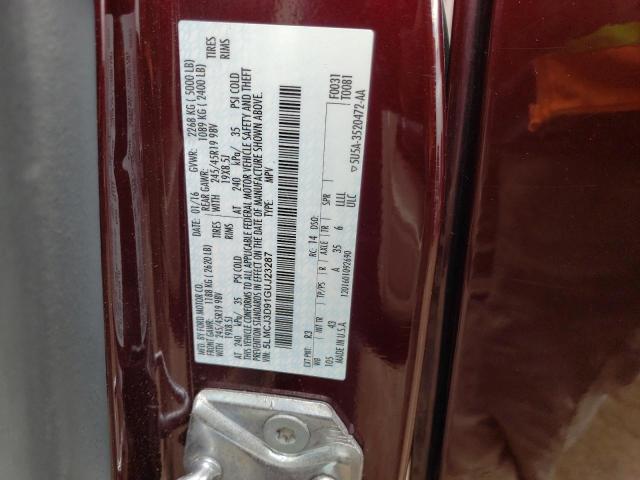 MFD. BY FORD MOTOR CO. DATE: 01/16 GVWR: 2268 KG ( 5000 LB)
FRONT GAWR: 1188 KG ( 2620 LB) REAR GAWR: 1089 KG ( 2400 LB)
WITH 245/45R19 98V TIRES WITH 245/45R19 98V TIRES
19X8.5J RIMS 19X8.5J RIMS
AT 240 kPa/ 35 PSI COLD AT 240 kPa/ 35 PSI COLD
THIS VEHICLE CONFORMS TO ALL APPLICABLE FEDERAL MOTOR VEHICLE SAFETY AND THEFT
PREVENTION STANDARDS IN EFFECT ON THE DATE OF MANUFACTURE SHOWN ABOVE.
VIN: 5LMCJ3D91GUJ23287 TYPE: MPV
F0031
T0081
EXT PNT: R3 RC: 14 DSO:
WB INT TR TP/PS R AXLE TR SPR
105 43 A 35 6 LLLL
ULC
MADE IN U.S.A. 1201601092690
▽5U5A-3520472-AA